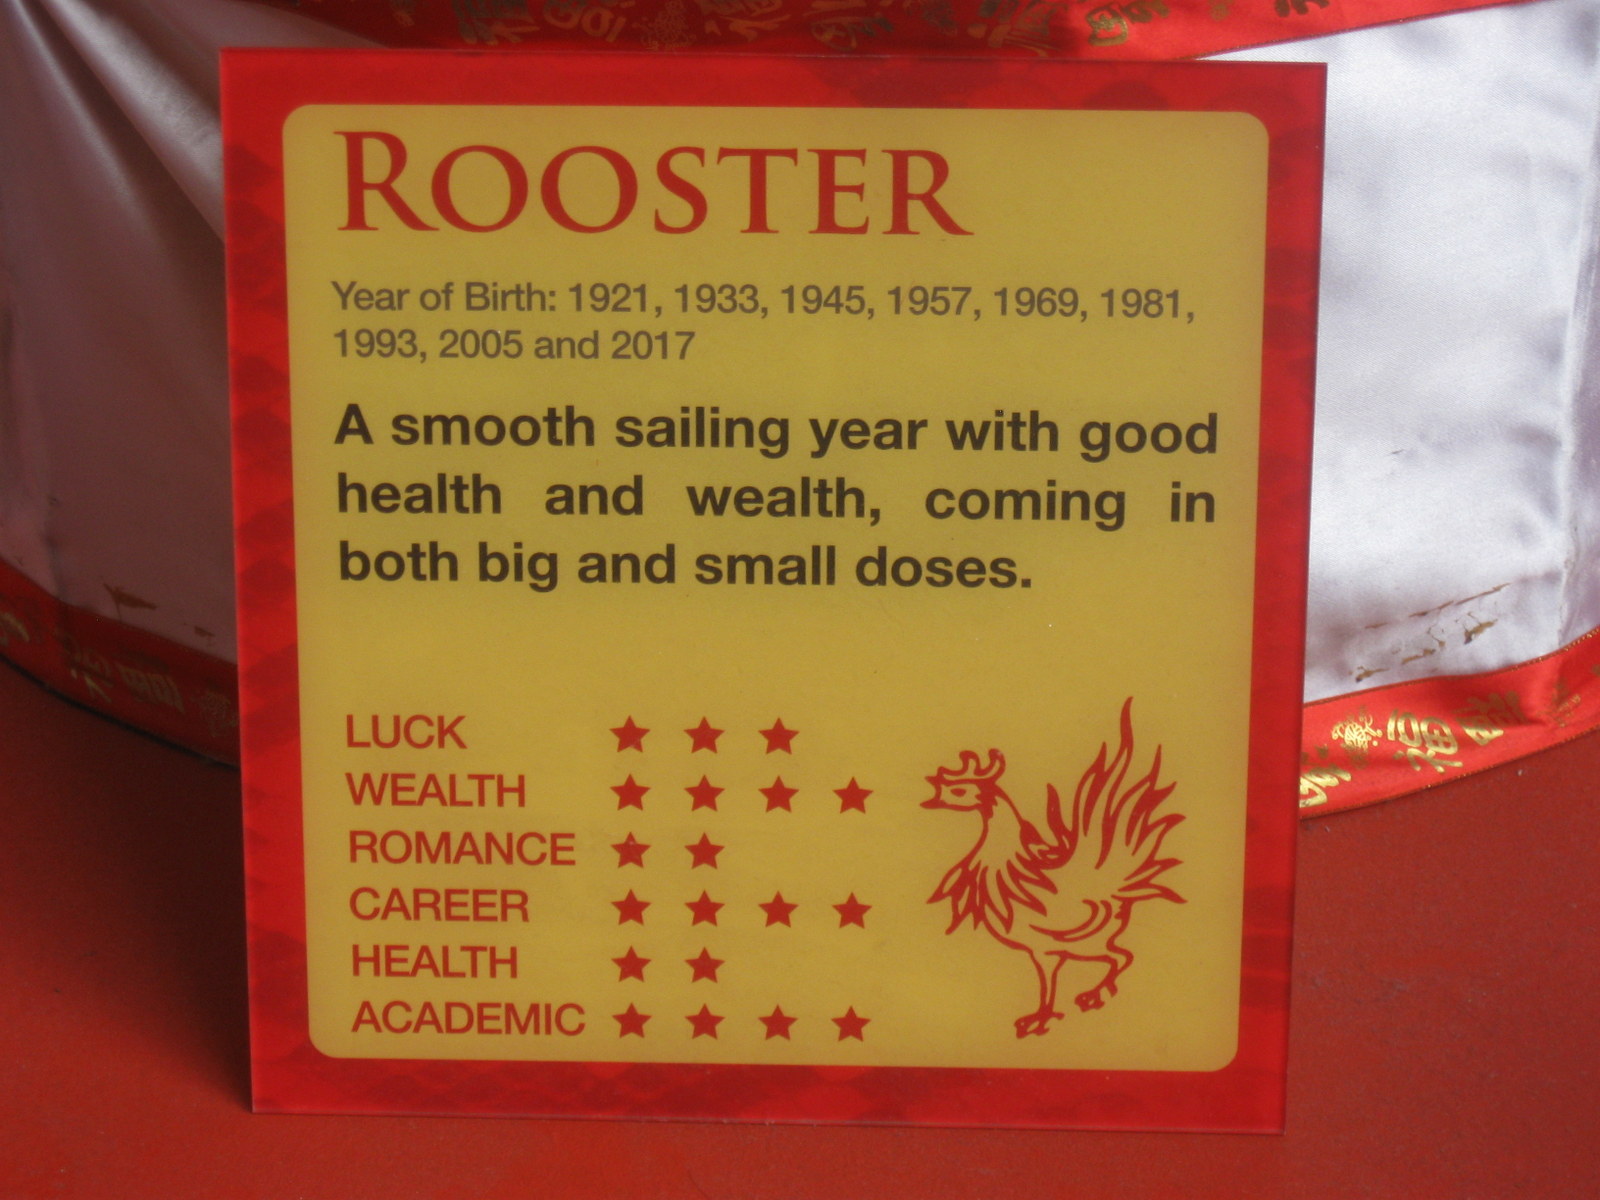 ROOSTER
Year of Birth: 1921, 1933, 1945, 1957, 1969, 1981,
1993, 2005 and 2017
A smooth sailing year with good
health and wealth, coming in
both big and small doses.
LUCK ★ ★ ★
WEALTH ★ ★ ★ ★
ROMANCE ★ ★
CAREER ★ ★ ★ ★
HEALTH ★ ★
ACADEMIC ★ ★ ★ ★